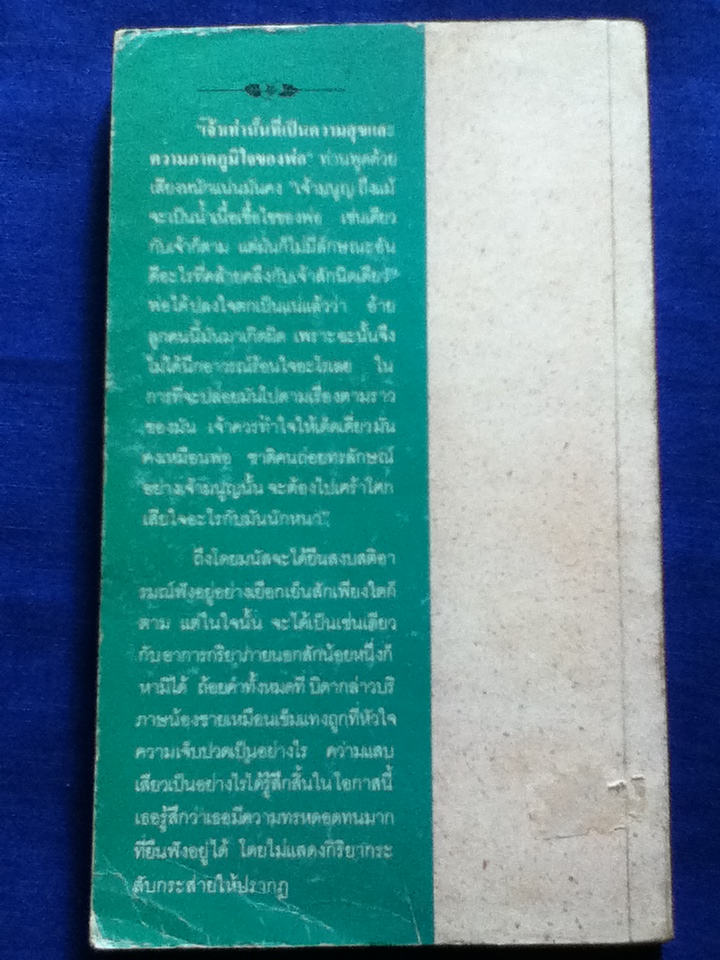 "เจ้าเท่านั้นที่เป็นความสุขและ
ความภาคภูมิใจของพ่อ" ท่านพูดด้วย
เสียงหนักแน่นมั่นคง "เจ้ามนูญ ถึงแม้
จะเป็นน้ำเนื้อเชื้อไขของพ่อ เช่นเดียว
กับเจ้าก็ตาม แต่มันก็ไม่มีลักษณะอัน
ดีอะไรที่คล้ายคลึงกับเจ้าสักนิดเดียว
พ่อได้ปลงใจตกเป็นแน่แล้วว่า อ้าย
ลูกคนนี้มันมาเกิดผิด เพราะฉะนั้นจึง
ไม่ได้นึกอาวรณ์ร้อนใจอะไรเลย ใน
การที่จะปล่อยมันไปตามเรื่องตามราว
ของมัน เจ้าควรทำใจให้เด็ดเดี่ยวมั่น
คงเหมือนพ่อ ชาติคนถ่อยทรลักษณ์
อย่างเจ้ามนูญนั้น จะต้องไปเศร้าโศก
เสียใจอะไรกับมันนักหนา"
ถึงโดยมนัสจะได้ยืนสงบสติอา
รมณ์ฟังอยู่อย่างเยือกเย็นสักเพียงใดก็
ตาม แต่ในใจนั้น จะได้เป็นเช่นเดียว
กับอาการกริยาภายนอกสักน้อยหนึ่งก็
หามิได้ ถ้อยคำทั้งหมดที่ บิดากล่าวบริ
ภาษน้องชายเหมือนเข็มแทงถูกที่หัวใจ
ความเจ็บปวดเป็นอย่างไร ความแสบ
เสียวเป็นอย่างไรได้รู้สึกสิ้นในโอกาสนี้
เธอรู้สึกว่าเธอมีความทรหดอดทนมาก
ที่ยืนฟังอยู่ได้ โดยไม่แสดงกิริยากระ
สับกระส่ายให้ปรากฏ